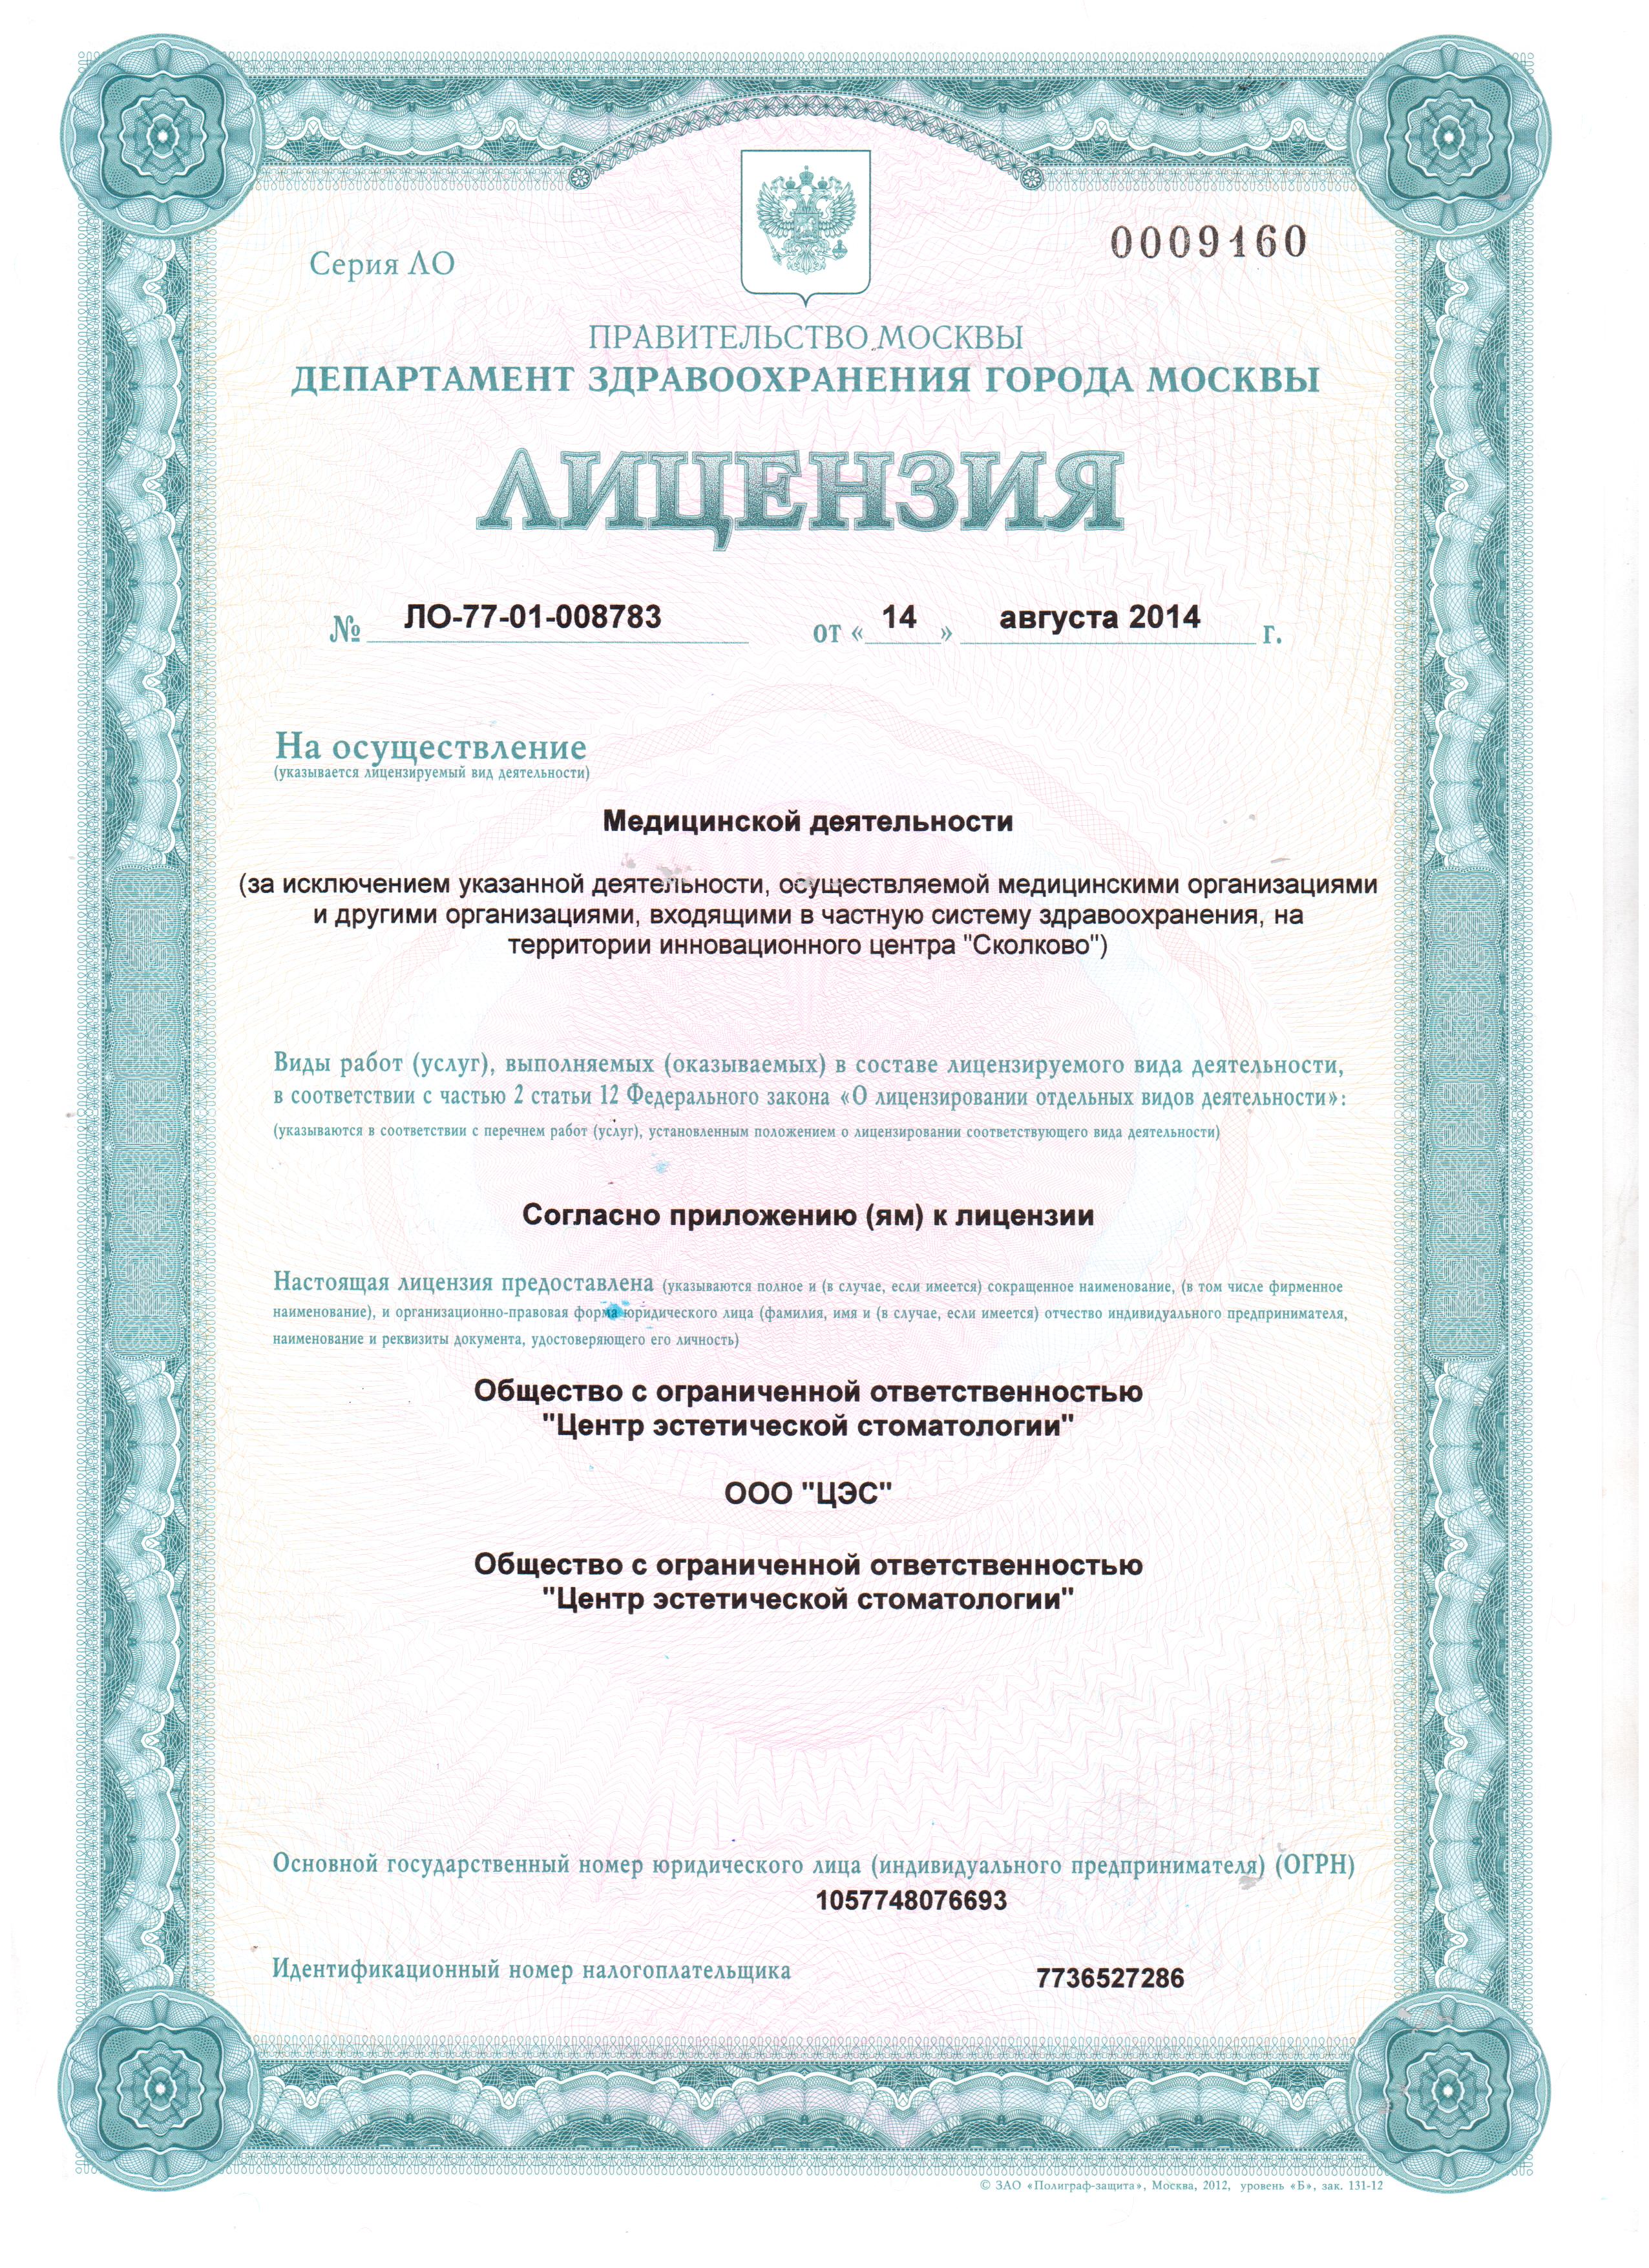 Серия ЛО
0009160
ПРАВИТЕЛЬСТВО МОСКВЫ
ДЕПАРТАМЕНТ ЗДРАВООХРАНЕНИЯ ГОРОДА МОСКВЫ
ЛИЦЕНЗИЯ
№ ЛО-77-01-008783 от « 14 » августа 2014 г.
На осуществление
(указывается лицензируемый вид деятельности)
Медицинской деятельности
(за исключением указанной деятельности, осуществляемой медицинскими организациями
и другими организациями, входящими в частную систему здравоохранения, на
территории инновационного центра "Сколково")
Виды работ (услуг), выполняемых (оказываемых) в составе лицензируемого вида деятельности,
в соответствии с частью 2 статьи 12 Федерального закона «О лицензировании отдельных видов деятельности»:
(указываются в соответствии с перечнем работ (услуг), установленным положением о лицензировании соответствующего вида деятельности)
Согласно приложению (ям) к лицензии
Настоящая лицензия предоставлена (указываются полное и (в случае, если имеется) сокращенное наименование, (в том числе фирменное
наименование), и организационно-правовая форма юридического лица (фамилия, имя и (в случае, если имеется) отчество индивидуального предпринимателя,
наименование и реквизиты документа, удостоверяющего его личность)
Общество с ограниченной ответственностью
"Центр эстетической стоматологии"
ООО "ЦЭС"
Общество с ограниченной ответственностью
"Центр эстетической стоматологии"
Основной государственный номер юридического лица (индивидуального предпринимателя) (ОГРН)
1057748076693
Идентификационный номер налогоплательщика 7736527286
© ЗАО «Полиграф-защита», Москва, 2012, уровень «Б», зак. 131-12